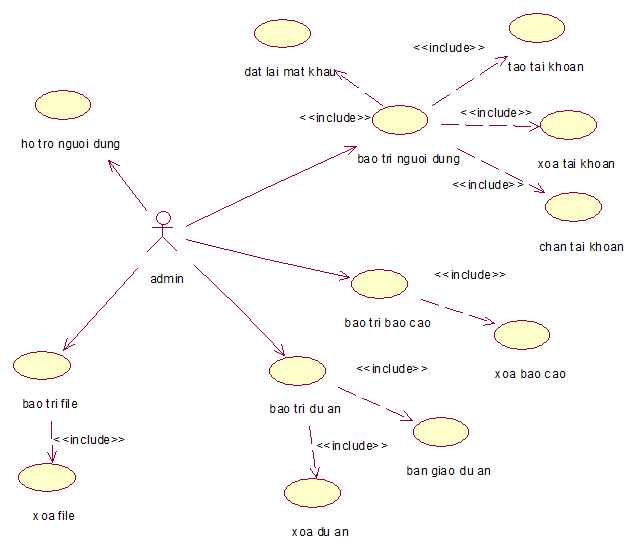 <<include>>
dat lai mat khau
tao tai khoan
<<include>>
<<include>>
ho tro nguoi dung
bao tri nguoi dung
xoa tai khoan
<<include>>
chan tai khoan
admin
<<include>>
bao tri bao cao
<<include>>
xoa bao cao
bao tri file
bao tri du an
<<include>>
<<include>>
ban giao du an
xoa file
xoa du an